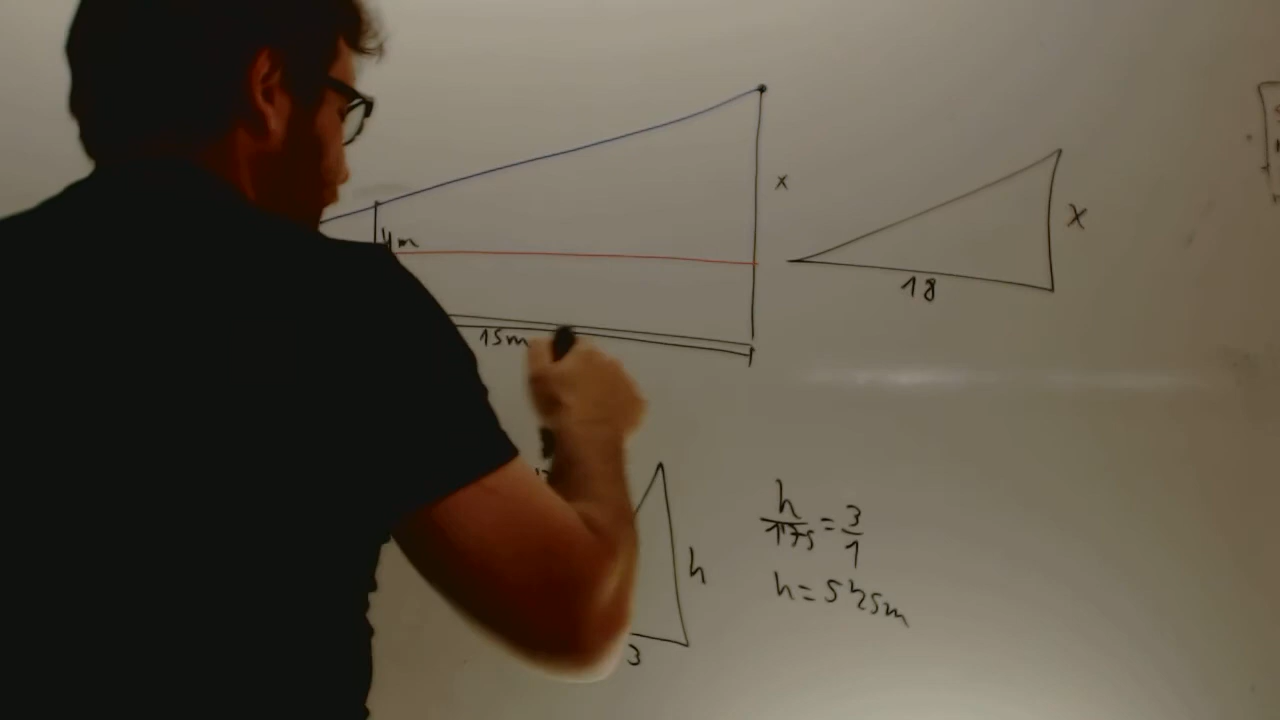 x
4m
x
18
15m
h/1'75 = 3/1
h = 5'25m
h
3